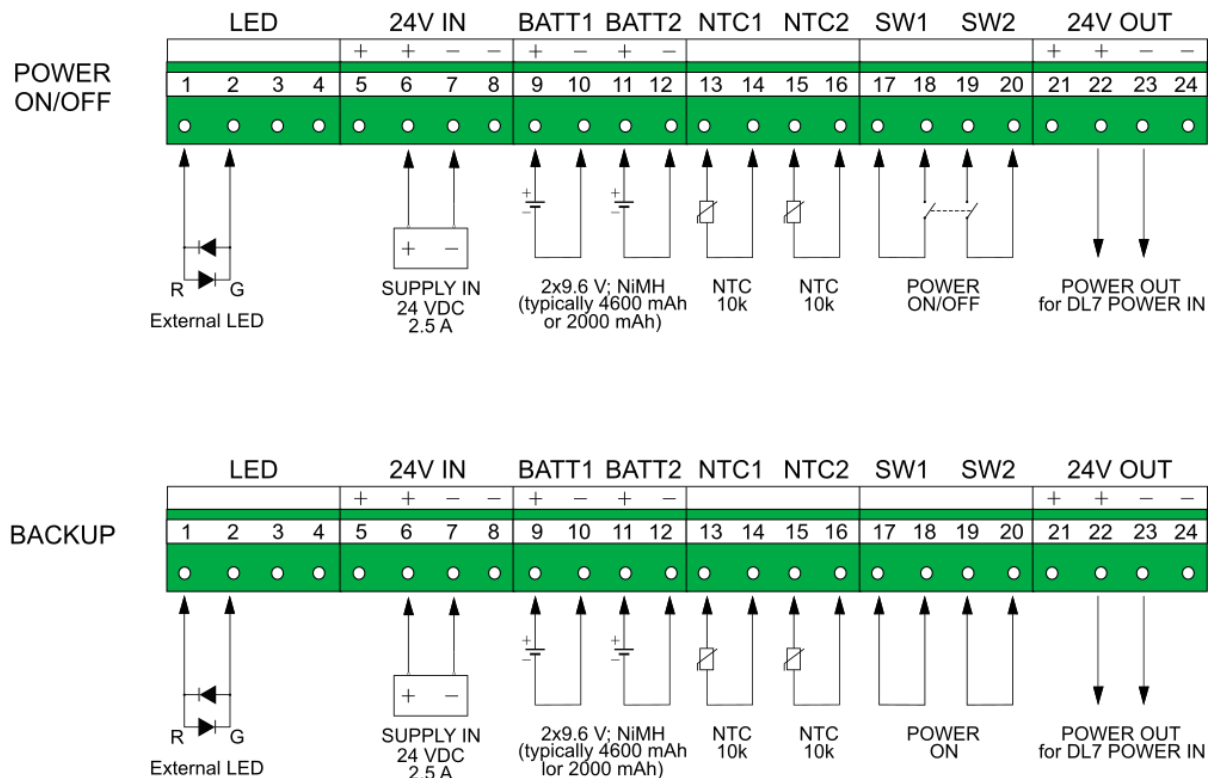 LED 24V IN BATT1 BATT2 NTC1 NTC2 SW1 SW2 24V OUT
+ + − − + − + − + + − −
POWER
ON/OFF
1 2 3 4 5 6 7 8 9 10 11 12 13 14 15 16 17 18 19 20 21 22 23 24
+ − + −
+ −
R G
External LED
SUPPLY IN
24 VDC
2.5 A
2x9.6 V; NiMH
(typically 4600 mAh
or 2000 mAh)
NTC
10k
NTC
10k
POWER
ON/OFF
POWER OUT
for DL7 POWER IN
LED 24V IN BATT1 BATT2 NTC1 NTC2 SW1 SW2 24V OUT
+ + − − + − + − + + − −
BACKUP
1 2 3 4 5 6 7 8 9 10 11 12 13 14 15 16 17 18 19 20 21 22 23 24
+ − + −
+ −
R G
External LED
SUPPLY IN
24 VDC
2.5 A
2x9.6 V; NiMH
(typically 4600 mAh
lor 2000 mAh)
NTC
10k
NTC
10k
POWER
ON
POWER OUT
for DL7 POWER IN